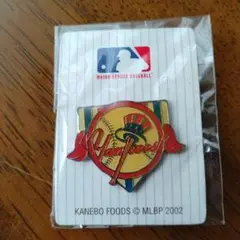 MAJOR LEAGUE BASEBALL
Yankees
KANEBO FOODS © MLBP 2002